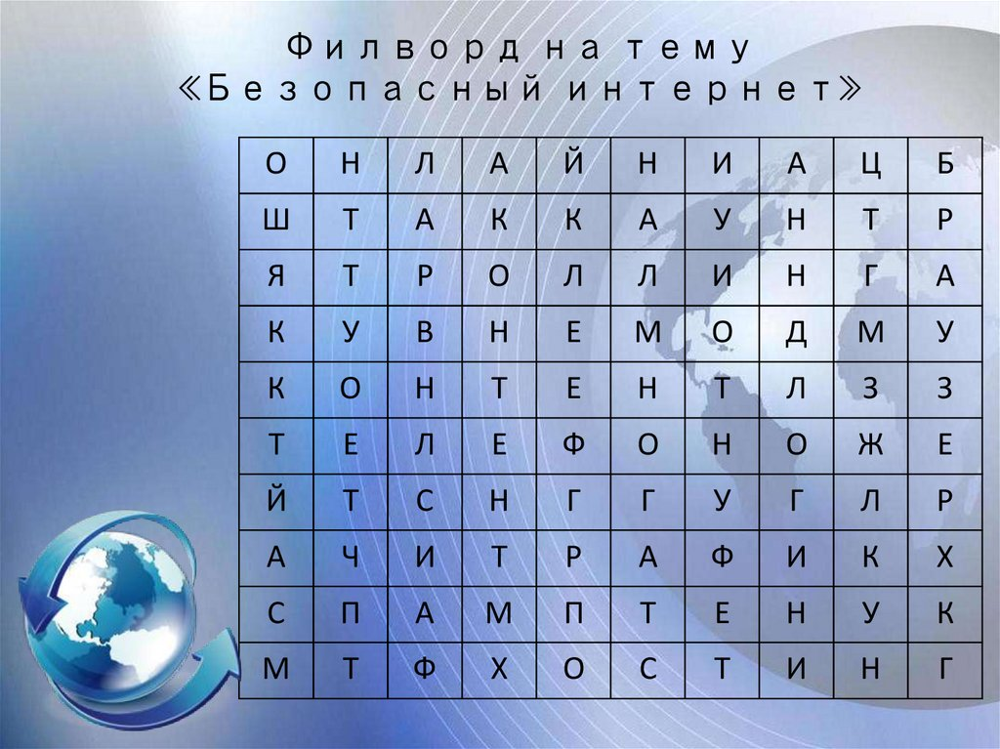 Филворд на тему
«Безопасный интернет»
О Н Л А Й Н И А Ц Б
Ш Т А К К А У Н Т Р
Я Т Р О Л Л И Н Г А
К У В Н Е М О Д М У
К О Н Т Е Н Т Л З З
Т Е Л Е Ф О Н О Ж Е
Й Т С Н Г Г У Г Л Р
А Ч И Т Р А Ф И К Х
С П А М П Т Е Н У К
М Т Ф Х О С Т И Н Г